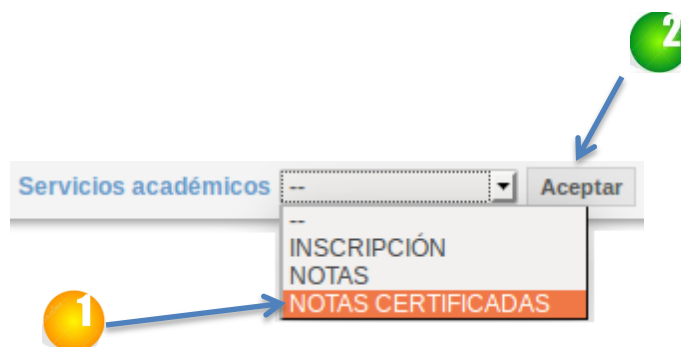 2
Servicios académicos -- Aceptar
--
INSCRIPCIÓN
NOTAS
1 NOTAS CERTIFICADAS